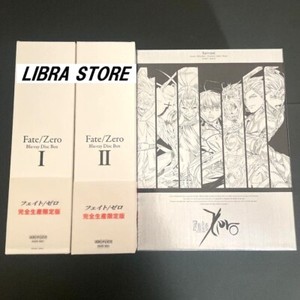 LIBRA STORE
Fate/Zero
Blu-ray Disc Box
I
フェイト/ゼロ
完全生産限定版
Fate/Zero
Blu-ray Disc Box
II
フェイト/ゼロ
完全生産限定版
Fate/Zero